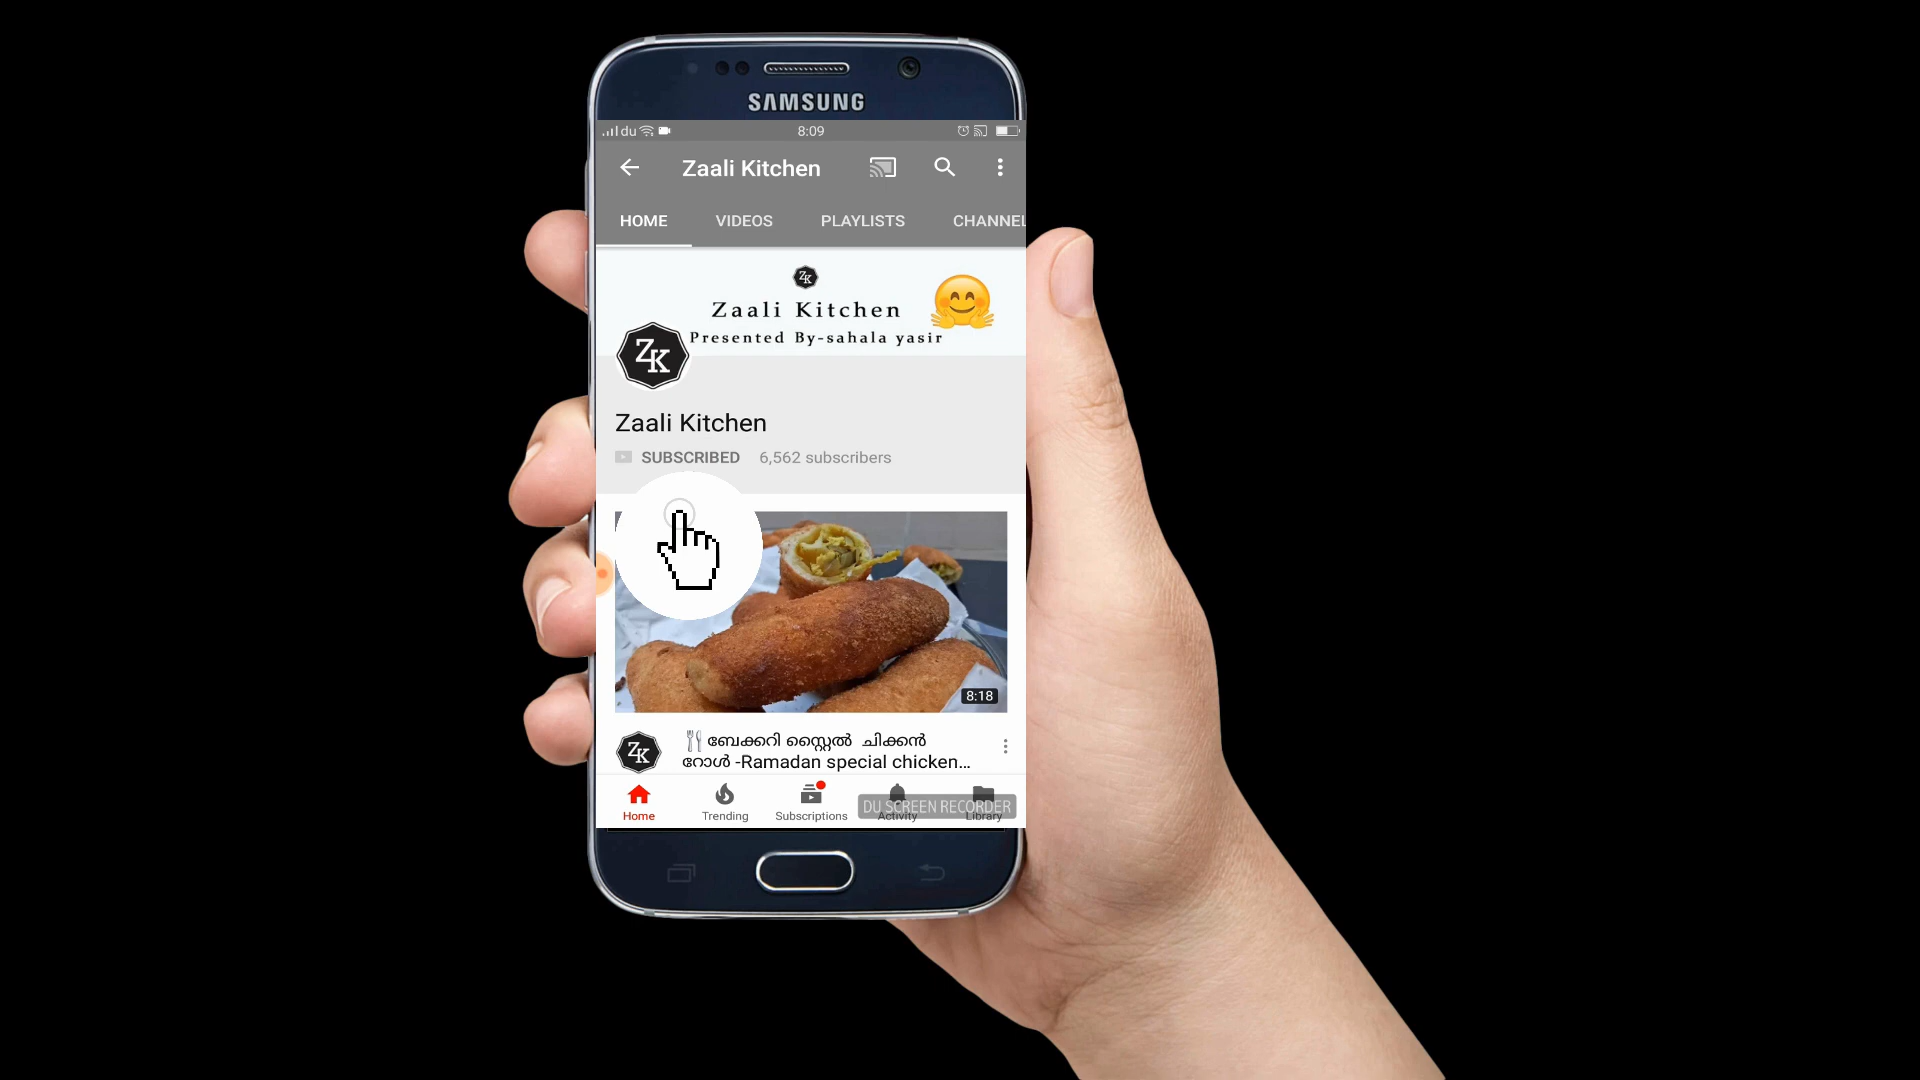 SAMSUNG
du 8:09
Zaali Kitchen
HOME VIDEOS PLAYLISTS CHANNEL
ZK
Zaali Kitchen
Presented By-sahala yasir
ZK
Zaali Kitchen
SUBSCRIBED 6,562 subscribers
8:18
ZK
ബേക്കറി സ്റ്റൈൽ ചിക്കൻ
റോൾ -Ramadan special chicken...
Home Trending Subscriptions Activity Library
DU SCREEN RECORDER